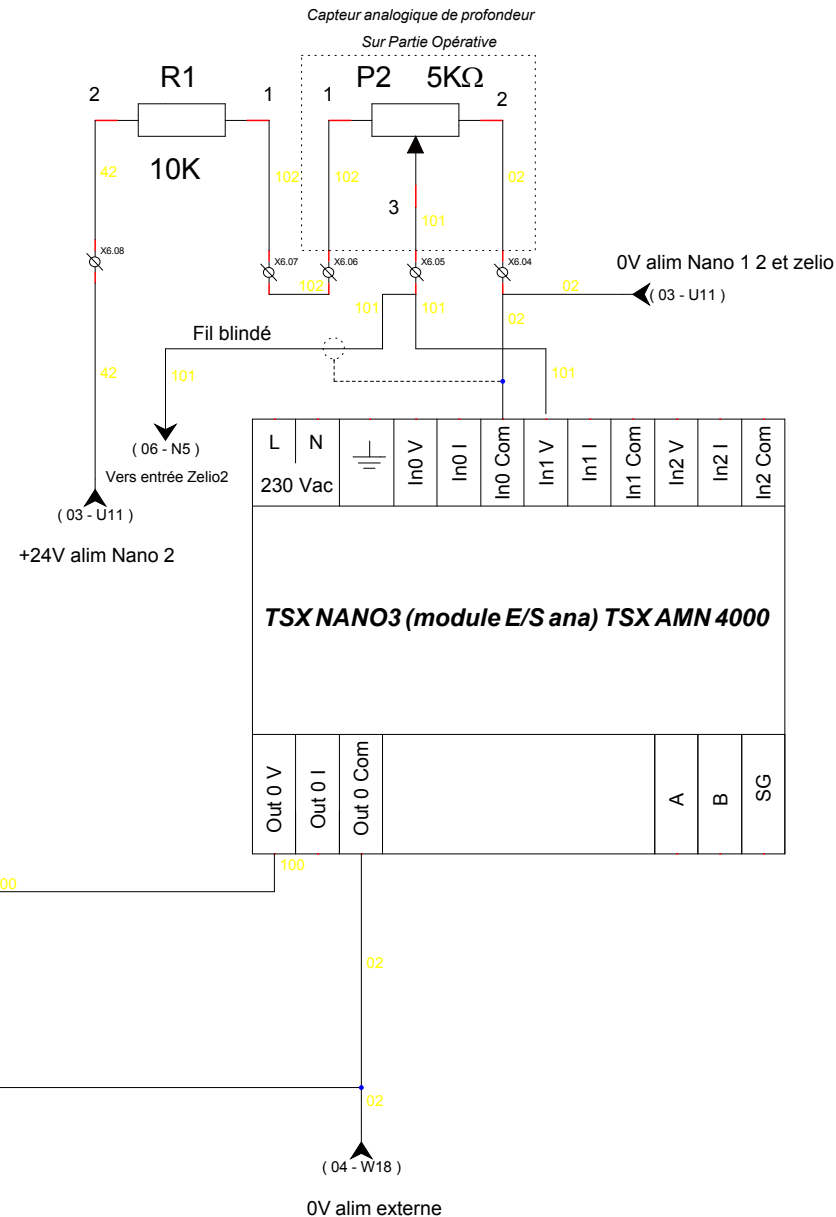 Capteur analogique de profondeur
Sur Partie Opérative
R1
P2
5KΩ
2
1
1
2
10K
42
102
102
3
101
02
X6.08
X6.07
X6.06
X6.05
X6.04
0V alim Nano 1 2 et zelio
102
101
101
02
02
( 03 - U11 )
Fil blindé
42
101
101
( 06 - N5 )
Vers entrée Zelio2
( 03 - U11 )
+24V alim Nano 2
L
N
230 Vac
In0 V
In0 I
In0 Com
In1 V
In1 I
In1 Com
In2 V
In2 I
In2 Com
TSX NANO3 (module E/S ana) TSX AMN 4000
Out 0 V
Out 0 I
Out 0 Com
A
B
SG
100
00
02
02
( 04 - W18 )
0V alim externe